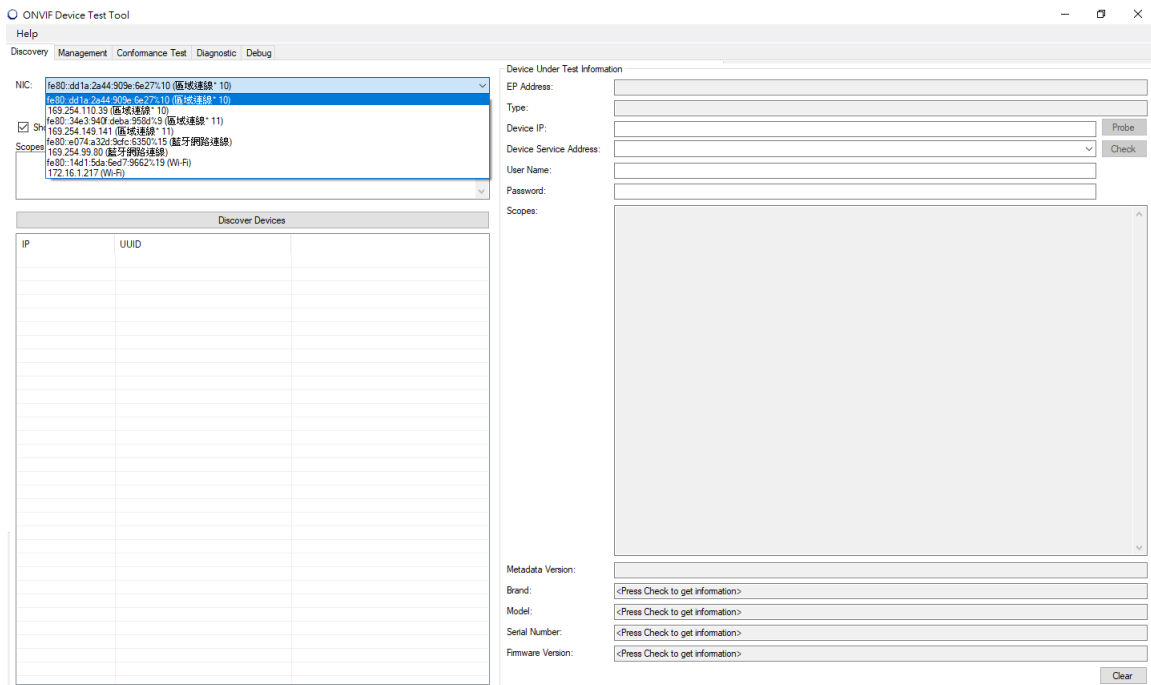 ONVIF Device Test Tool
Help
Discovery Management Conformance Test Diagnostic Debug
NIC: fe80::dd1a:2a44:909e:6e27%10 (區域連線* 10)
fe80::dd1a:2a44:909e:6e27%10 (區域連線* 10)
169.254.110.39 (區域連線* 10)
fe80::34e3:940f:deba:958d%9 (區域連線* 11)
169.254.149.141 (區域連線* 11)
fe80::e074:a32d:9cfc:6350%15 (藍牙網路連線)
169.254.99.80 (藍牙網路連線)
fe80::14d1:5da:6ed7:9662%19 (Wi-Fi)
172.16.1.217 (Wi-Fi)
Scopes
Discover Devices
IP UUID
Device Under Test Information
EP Address:
Type:
Device IP: Probe
Device Service Address: Check
User Name:
Password:
Scopes:
Metadata Version:
Brand: <Press Check to get information>
Model: <Press Check to get information>
Serial Number: <Press Check to get information>
Firmware Version: <Press Check to get information>
Clear